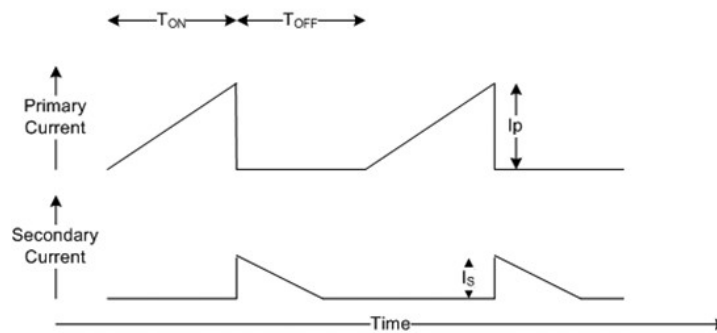 TON
TOFF
Primary
Current
Ip
Secondary
Current
IS
Time